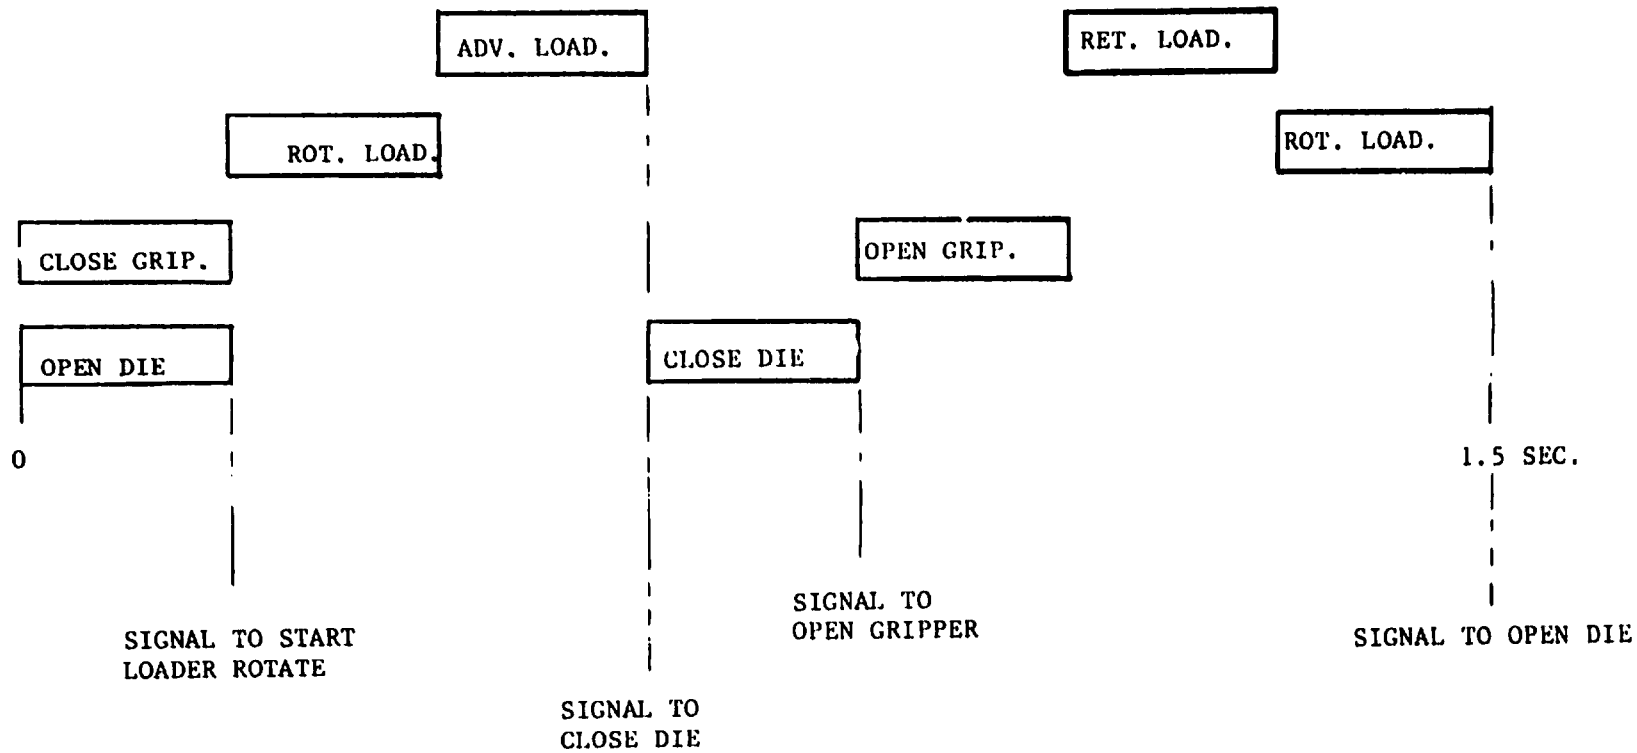 ADV. LOAD.
RET. LOAD.
ROT. LOAD.
ROT. LOAD.
CLOSE GRIP.
OPEN GRIP.
OPEN DIE
CLOSE DIE
0
1.5 SEC.
SIGNAL TO START
LOADER ROTATE
SIGNAL TO
CLOSE DIE
SIGNAL TO
OPEN GRIPPER
SIGNAL TO OPEN DIE